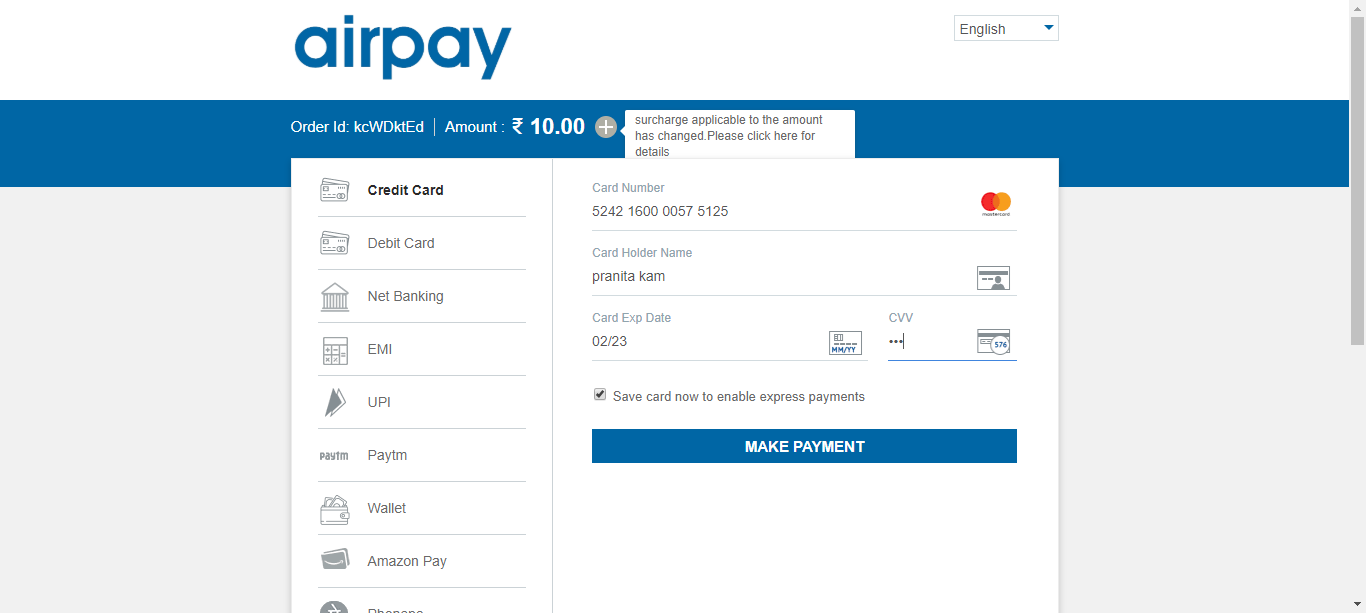 airpay
English
Order Id: kcWDktEd | Amount : ₹ 10.00
surcharge applicable to the amount
has changed.Please click here for
details
Credit Card
Debit Card
Net Banking
EMI
UPI
paytm Paytm
Wallet
Amazon Pay
Card Number
5242 1600 0057 5125
mastercard
Card Holder Name
pranita kam
Card Exp Date
02/23
MM/YY
CVV
•••
576
Save card now to enable express payments
MAKE PAYMENT